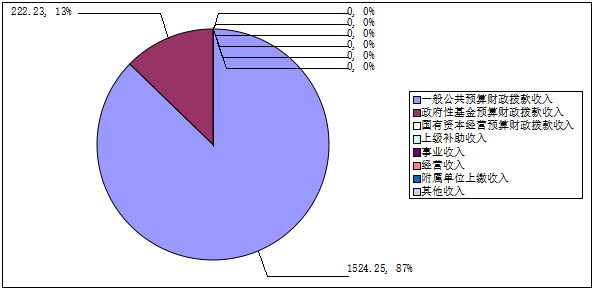 222.23, 13%
0, 0%
0, 0%
0, 0%
0, 0%
0, 0%
0, 0%
一般公共预算财政拨款收入
政府性基金预算财政拨款收入
国有资本经营预算财政拨款收入
上级补助收入
事业收入
经营收入
附属单位上缴收入
其他收入
1524.25, 87%